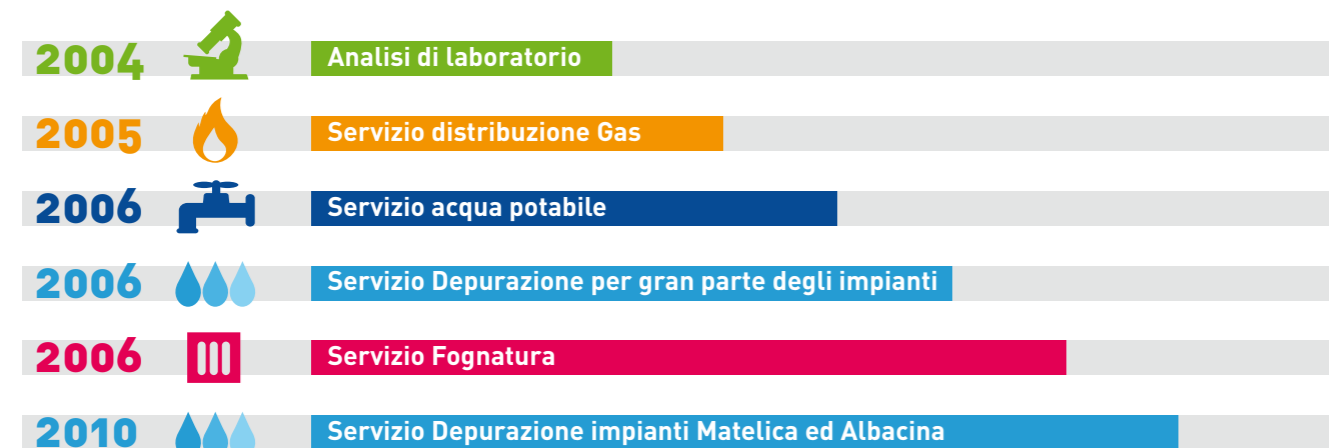 2004 Analisi di laboratorio
2005 Servizio distribuzione Gas
2006 Servizio acqua potabile
2006 Servizio Depurazione per gran parte degli impianti
2006 Servizio Fognatura
2010 Servizio Depurazione impianti Matelica ed Albacina